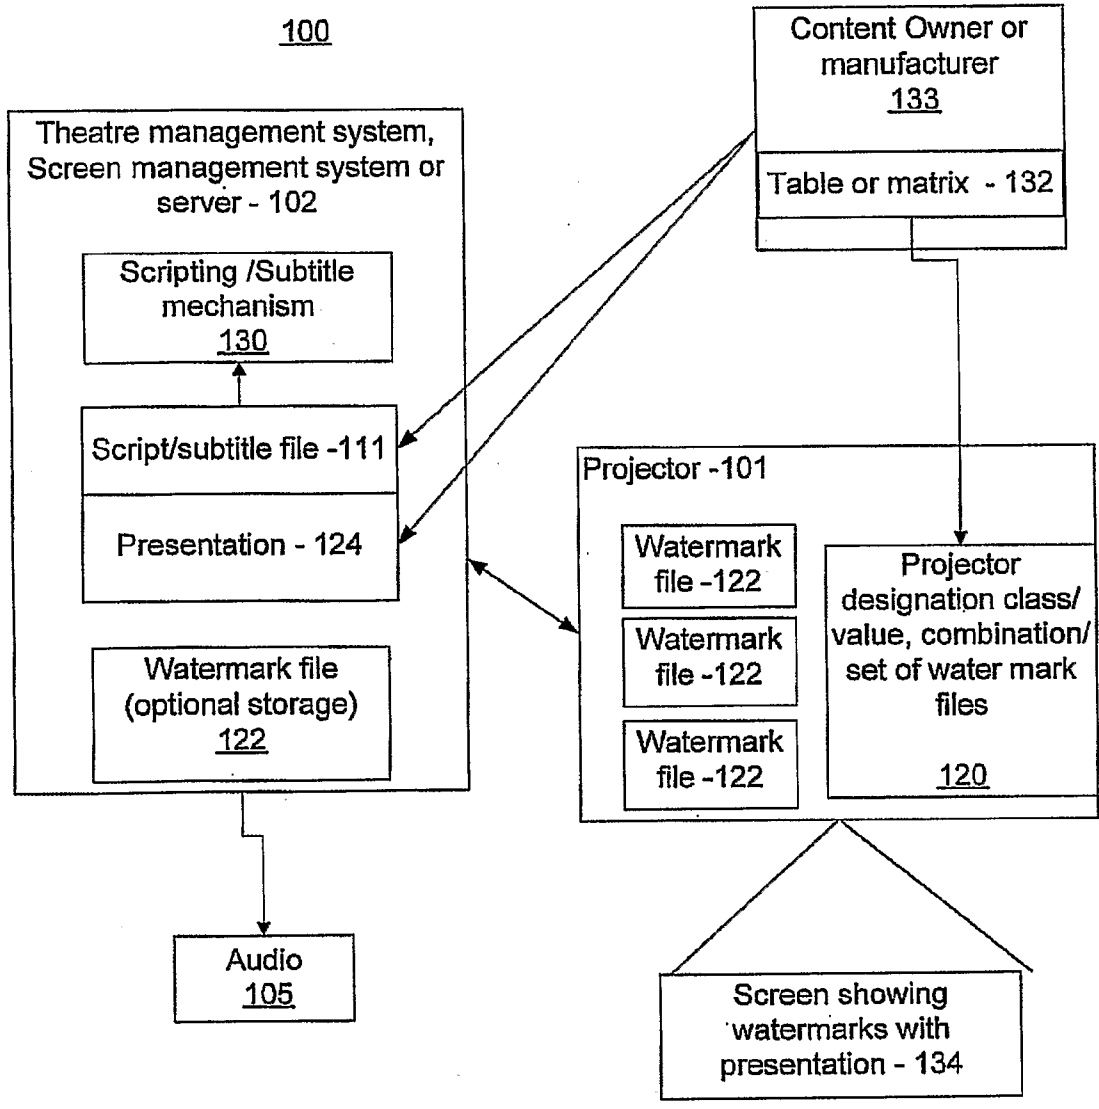 100
Content Owner or
manufacturer
133
Table or matrix - 132
Theatre management system,
Screen management system or
server - 102
Scripting /Subtitle
mechanism
130
Script/subtitle file -111
Presentation - 124
Watermark file
(optional storage)
122
Projector -101
Watermark
file -122
Watermark
file -122
Watermark
file -122
Projector
designation class/
value, combination/
set of water mark
files
120
Audio
105
Screen showing
watermarks with
presentation - 134